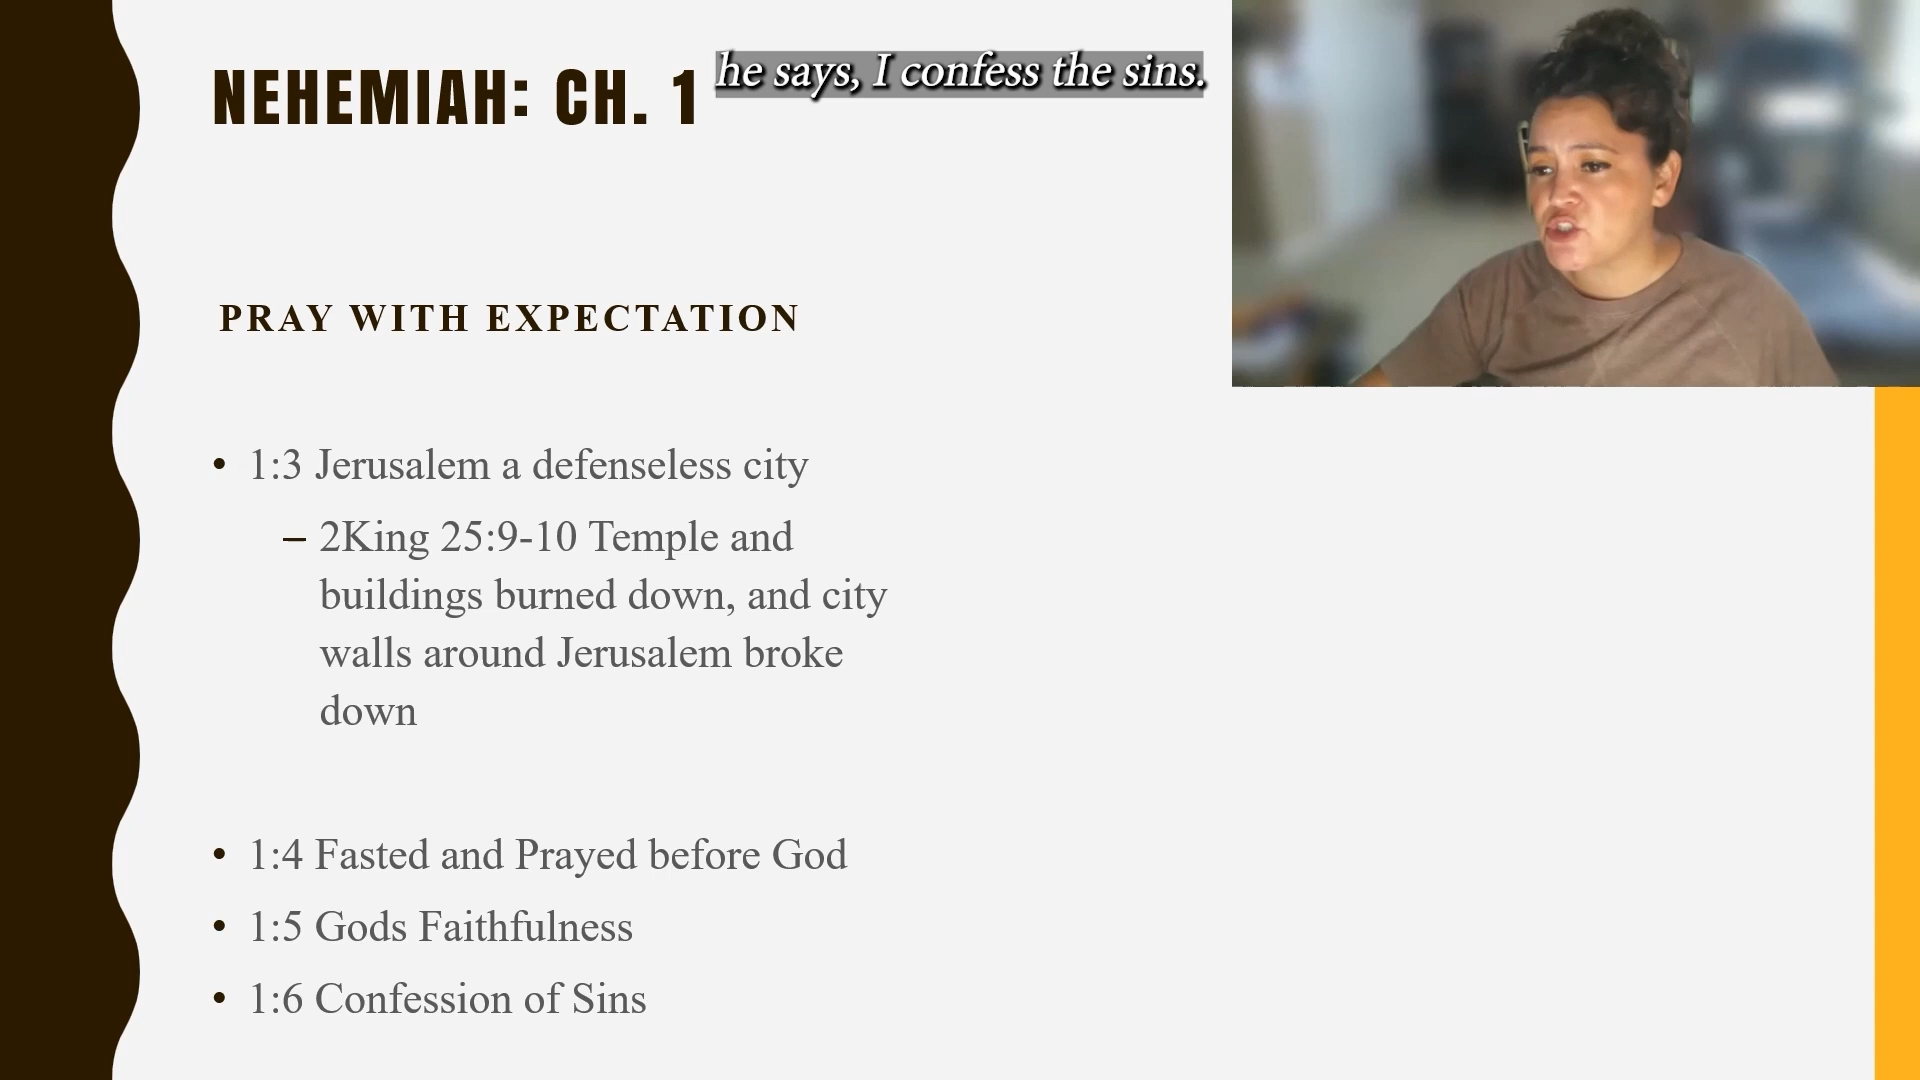 NEHEMIAH: CH. 1
he says, I confess the sins.
PRAY WITH EXPECTATION
• 1:3 Jerusalem a defenseless city
– 2King 25:9-10 Temple and
buildings burned down, and city
walls around Jerusalem broke
down
• 1:4 Fasted and Prayed before God
• 1:5 Gods Faithfulness
• 1:6 Confession of Sins